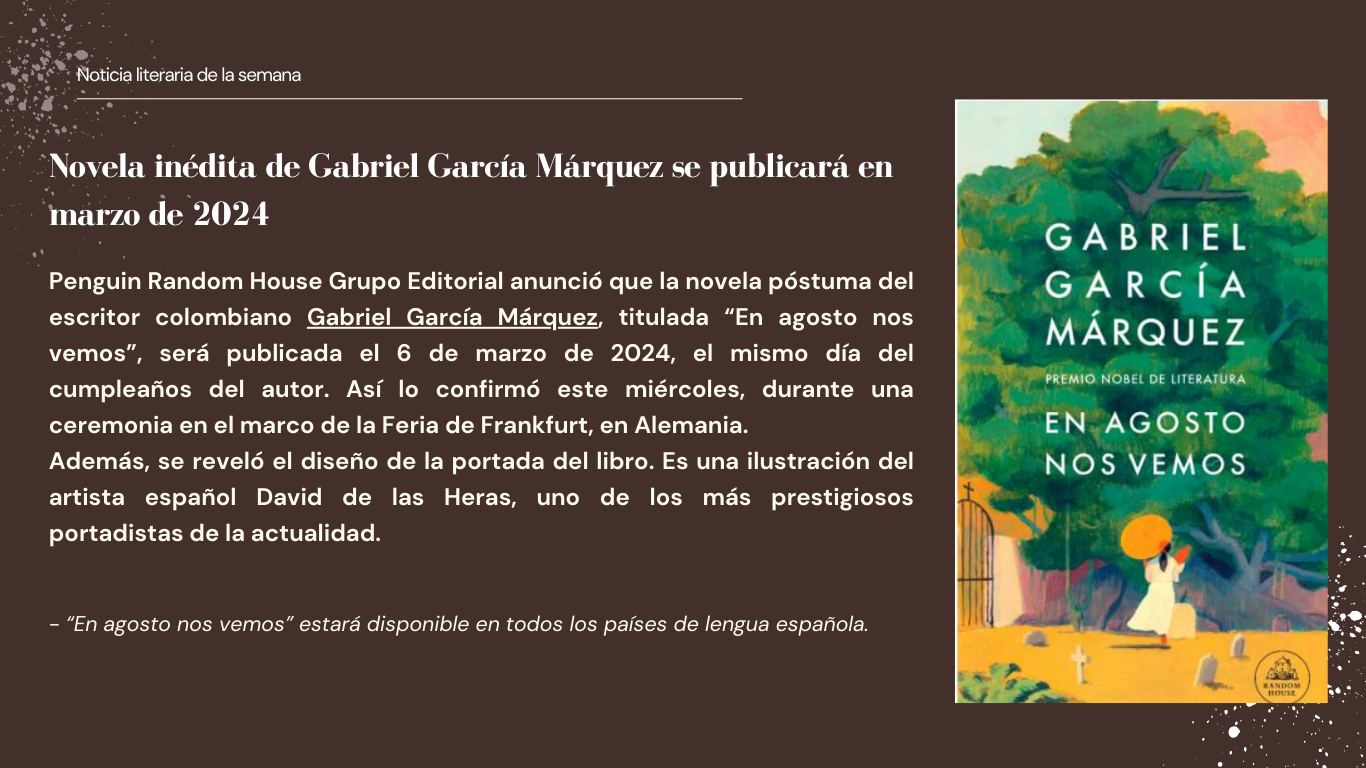 Noticia literaria de la semana
Novela inédita de Gabriel García Márquez se publicará en
marzo de 2024
Penguin Random House Grupo Editorial anunció que la novela póstuma del
escritor colombiano Gabriel García Márquez, titulada “En agosto nos
vemos”, será publicada el 6 de marzo de 2024, el mismo día del
cumpleaños del autor. Así lo confirmó este miércoles, durante una
ceremonia en el marco de la Feria de Frankfurt, en Alemania.
Además, se reveló el diseño de la portada del libro. Es una ilustración del
artista español David de las Heras, uno de los más prestigiosos
portadistas de la actualidad.
- “En agosto nos vemos” estará disponible en todos los países de lengua española.
GABRIEL
GARCÍA
MÁRQUEZ
PREMIO NOBEL DE LITERATURA
EN AGOSTO
NOS VEMOS
RANDOM
HOUSE